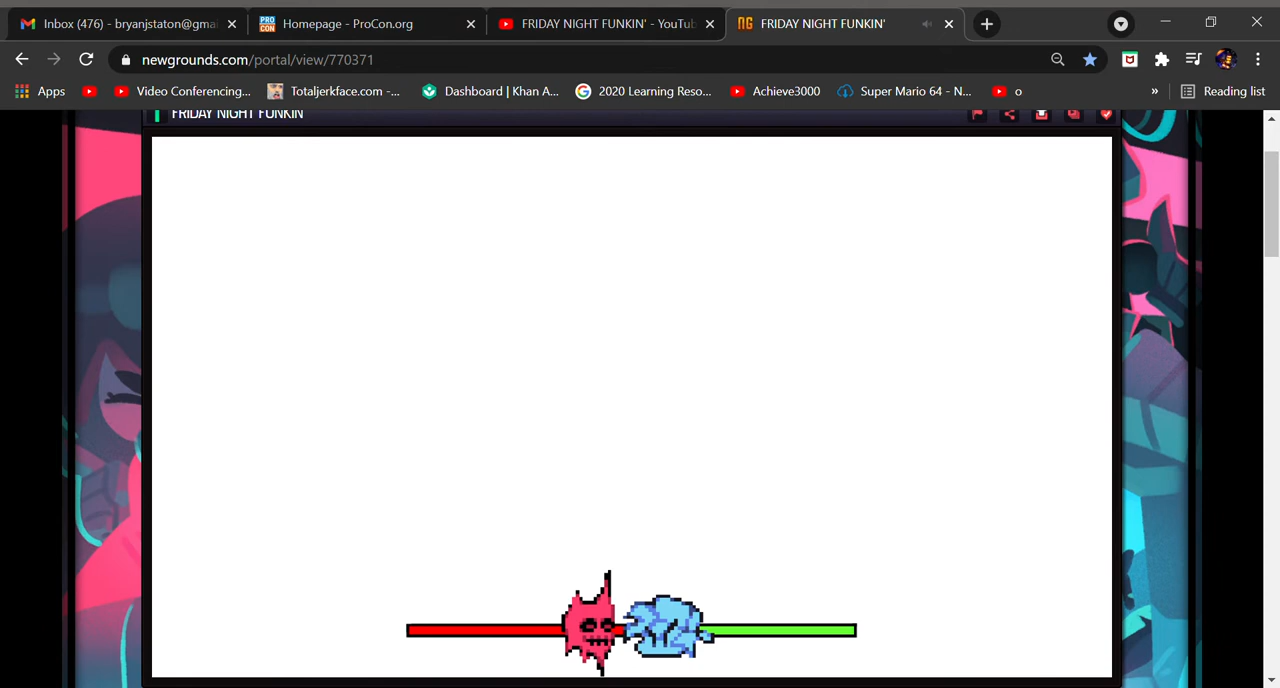 Inbox (476) - bryanjstaton@gmai
Homepage - ProCon.org
FRIDAY NIGHT FUNKIN' - YouTub
FRIDAY NIGHT FUNKIN'
newgrounds.com/portal/view/770371
Apps
Video Conferencing...
Totaljerkface.com -...
Dashboard | Khan A...
2020 Learning Reso...
Achieve3000
Super Mario 64 - N...
o
»
Reading list
FRIDAY NIGHT FUNKIN'